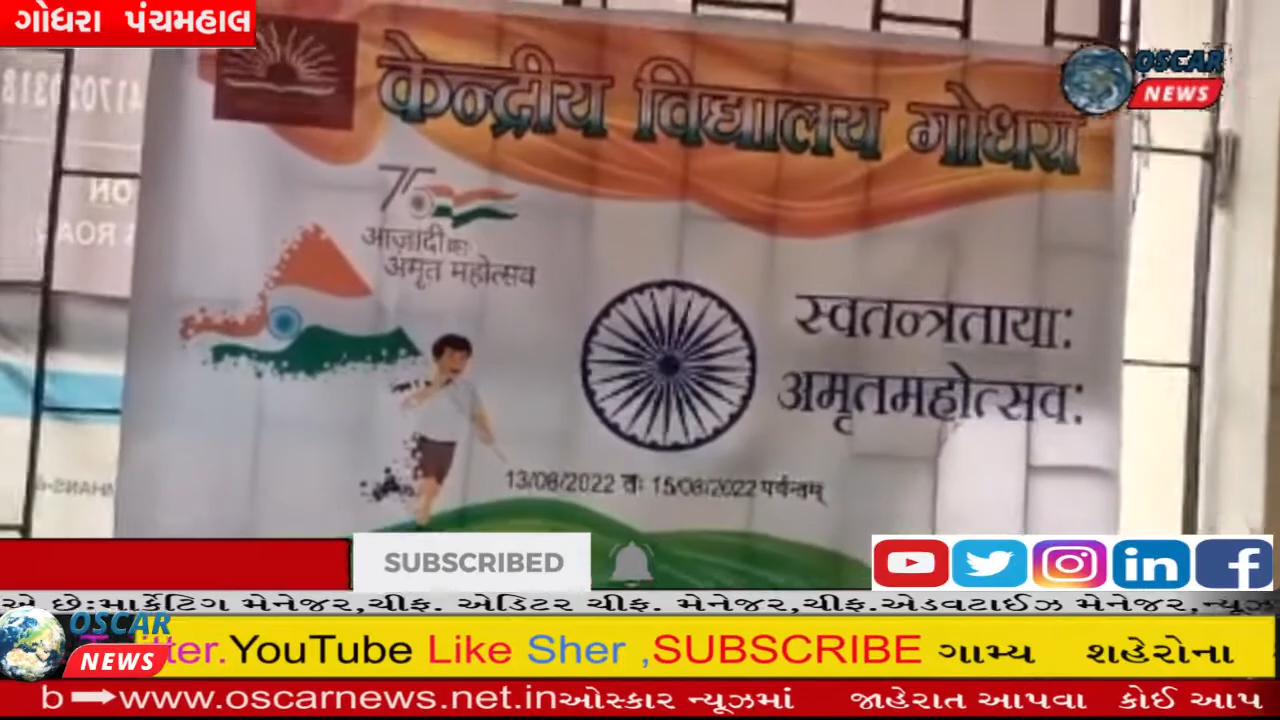 ગોધરા પંચમહાલ
OSCAR
NEWS
केन्द्रीय विद्यालय गोधरा
75
आज़ादी का
अमृत महोत्सव
स्वतन्त्रतायाः
अमृतमहोत्सवः
13/08/2022 तः 15/08/2022 पर्यन्तम्
SUBSCRIBED
એ છેઃમાર્કેટિગ મેનેજર,ચીફ. એડિટર ચીફ. મેનેજર,ચીફ.એડવટાઈઝ મેનેજર,ન્યૂઝ
OSCAR
NEWS
tter.YouTube Like Sher ,SUBSCRIBE ગામ્ય શહેરોના
b➡www.oscarnews.net.inઓસ્કાર ન્યૂઝમાં જાહેરાત આપવા કોઈ આપ